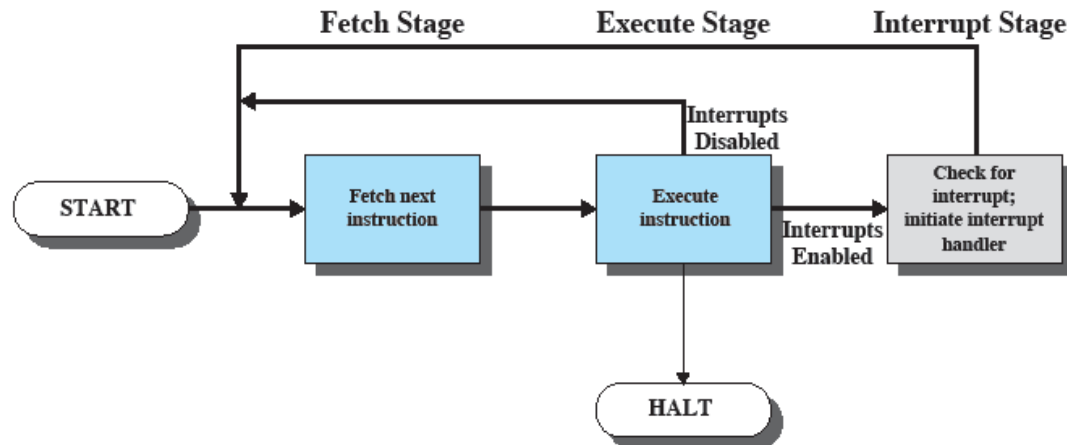 Fetch Stage
Execute Stage
Interrupt Stage
Interrupts
Disabled
START
Fetch next
instruction
Execute
instruction
Interrupts
Enabled
Check for
interrupt;
initiate interrupt
handler
HALT